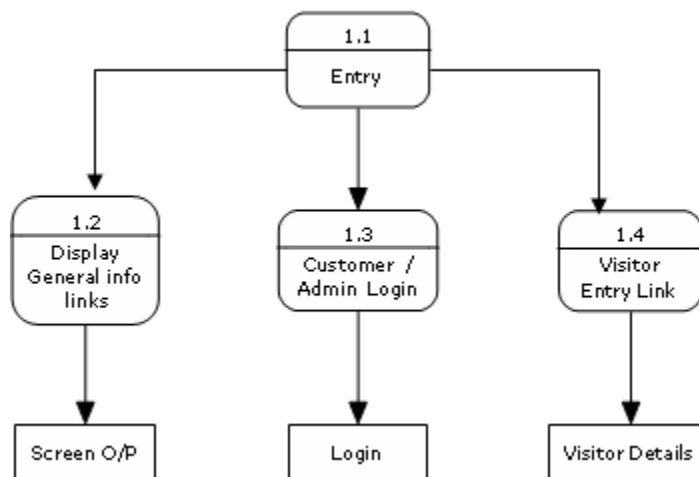 1.1
Entry
1.2
Display
General info
links
1.3
Customer /
Admin Login
1.4
Visitor
Entry Link
Screen O/P
Login
Visitor Details